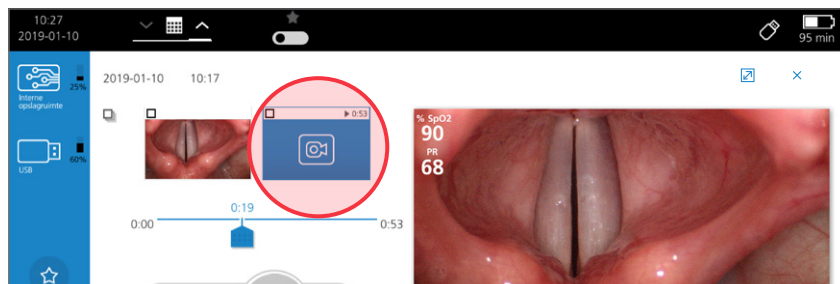 10:27
2019-01-10
95 min
Interne
opslagruimte
25%
USB
60%
2019-01-10 10:17
0:53
0:19
0:00
0:53
% SpO2
90
PR
68